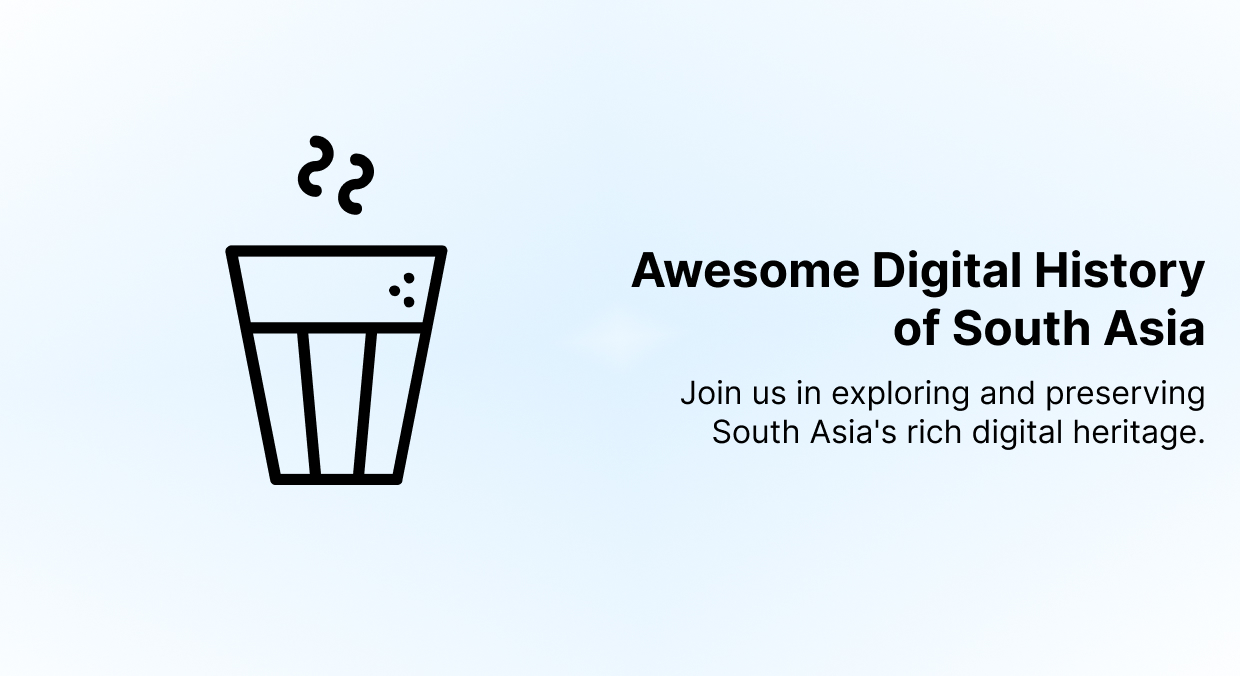 Awesome Digital History
of South Asia
Join us in exploring and preserving
South Asia's rich digital heritage.